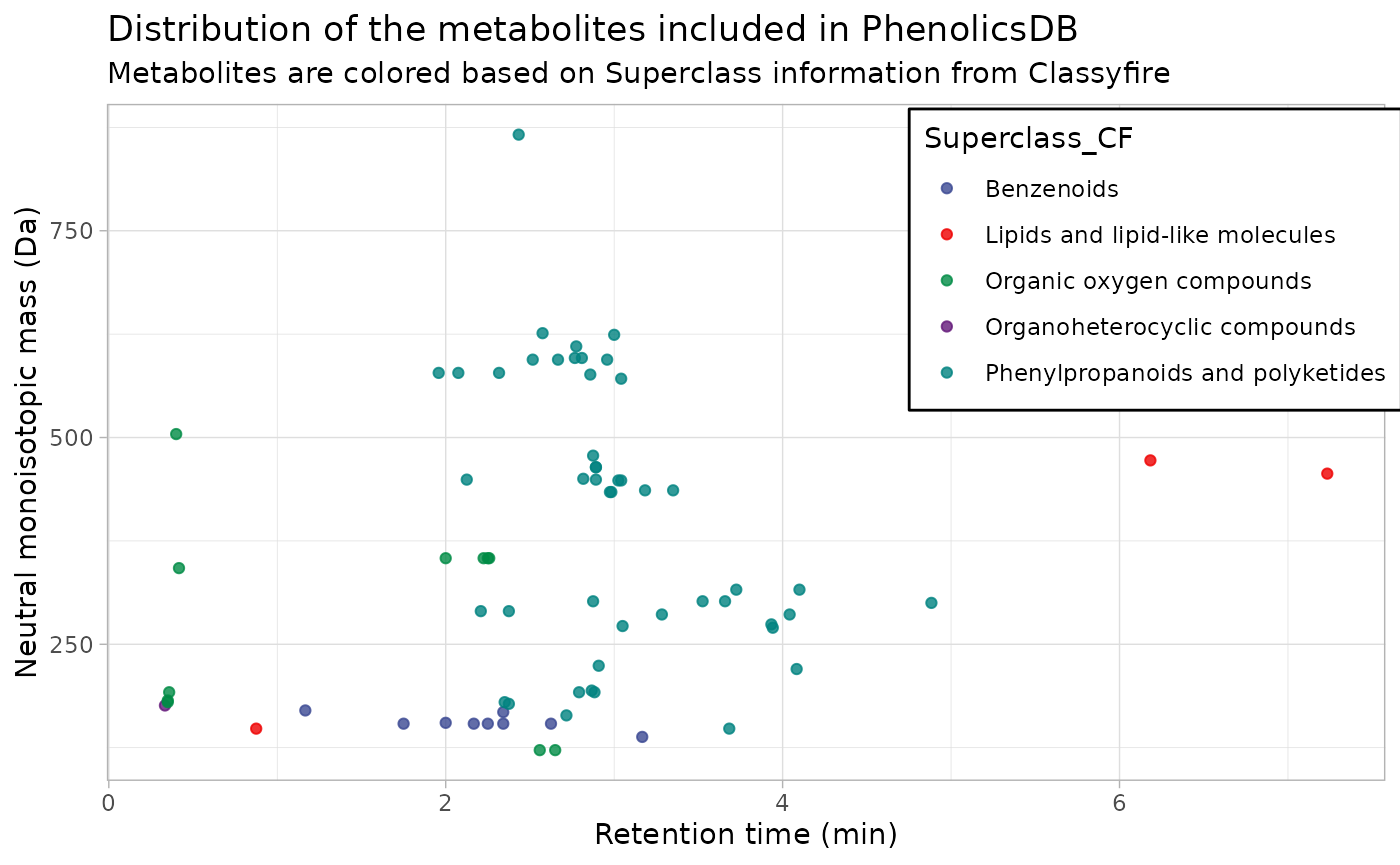 Distribution of the metabolites included in PhenolicsDB
Metabolites are colored based on Superclass information from Classyfire
Superclass_CF
Benzenoids
Lipids and lipid-like molecules
Organic oxygen compounds
Organoheterocyclic compounds
Phenylpropanoids and polyketides
Neutral monoisotopic mass (Da)
750
500
250
0 2 4 6
Retention time (min)